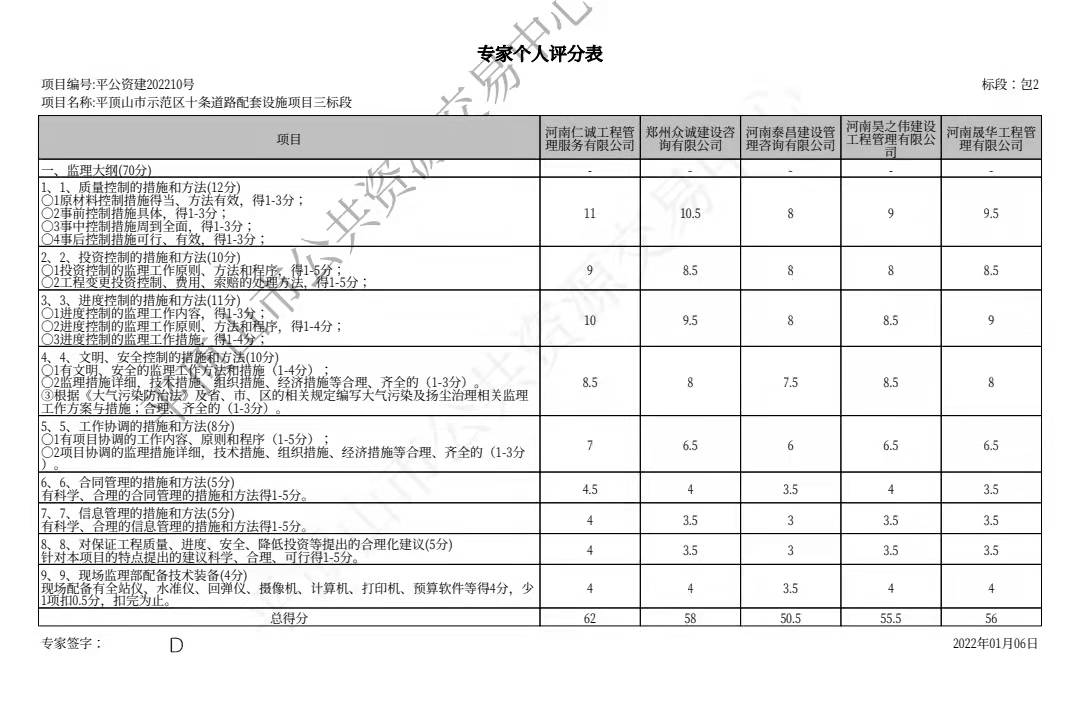 专家个人评分表
项目编号:平公资建202210号 标段：包2
项目名称:平顶山市示范区十条道路配套设施项目三标段
项目 河南仁诚工程管理服务有限公司 郑州众诚建设咨询有限公司 河南泰昌建设管理咨询有限公司 河南昊之伟建设工程管理有限公司 河南晟华工程管理有限公司
一、监理大纲(70分) - - - - -
1、1、质量控制的措施和方法(12分)
○1原材料控制措施得当、方法有效，得1-3分；
○2事前控制措施具体，得1-3分；
○3事中控制措施周到全面，得1-3分；
○4事后控制措施可行、有效，得1-3分；
11 10.5 8 9 9.5
2、2、投资控制的措施和方法(10分)
○1投资控制的监理工作原则、方法和程序，得1-5分；
○2工程变更投资控制、费用、索赔的处理方法，得1-5分；
9 8.5 8 8 8.5
3、3、进度控制的措施和方法(11分)
○1进度控制的监理工作内容，得1-3分；
○2进度控制的监理工作原则、方法和程序，得1-4分；
○3进度控制的监理工作措施，得1-4分；
10 9.5 8 8.5 9
4、4、文明、安全控制的措施和方法(10分)
○1有文明、安全的监理工作方法和措施（1-4分）；
○2监理措施详细，技术措施、组织措施、经济措施等合理、齐全的（1-3分）。
③根据《大气污染防治法》及省、市、区的相关规定编写大气污染及扬尘治理相关监理
工作方案与措施；合理、齐全的（1-3分）。
8.5 8 7.5 8.5 8
5、5、工作协调的措施和方法(8分)
○1有项目协调的工作内容、原则和程序（1-5分）；
○2项目协调的监理措施详细，技术措施、组织措施、经济措施等合理、齐全的（1-3分
）。
7 6.5 6 6.5 6.5
6、6、合同管理的措施和方法(5分)
有科学、合理的合同管理的措施和方法得1-5分。
4.5 4 3.5 4 3.5
7、7、信息管理的措施和方法(5分)
有科学、合理的信息管理的措施和方法得1-5分。
4 3.5 3 3.5 3.5
8、8、对保证工程质量、进度、安全、降低投资等提出的合理化建议(5分)
针对本项目的特点提出的建议科学、合理、可行得1-5分。
4 3.5 3 3.5 3.5
9、9、现场监理部配备技术装备(4分)
现场配备有全站仪，水准仪、回弹仪、摄像机、计算机、打印机、预算软件等得4分，少
1项扣0.5分，扣完为止。
4 4 3.5 4 4
总得分 62 58 50.5 55.5 56
专家签字： D 2022年01月06日
平顶山市公共资源交易中心
平顶山市公共资源交易中心